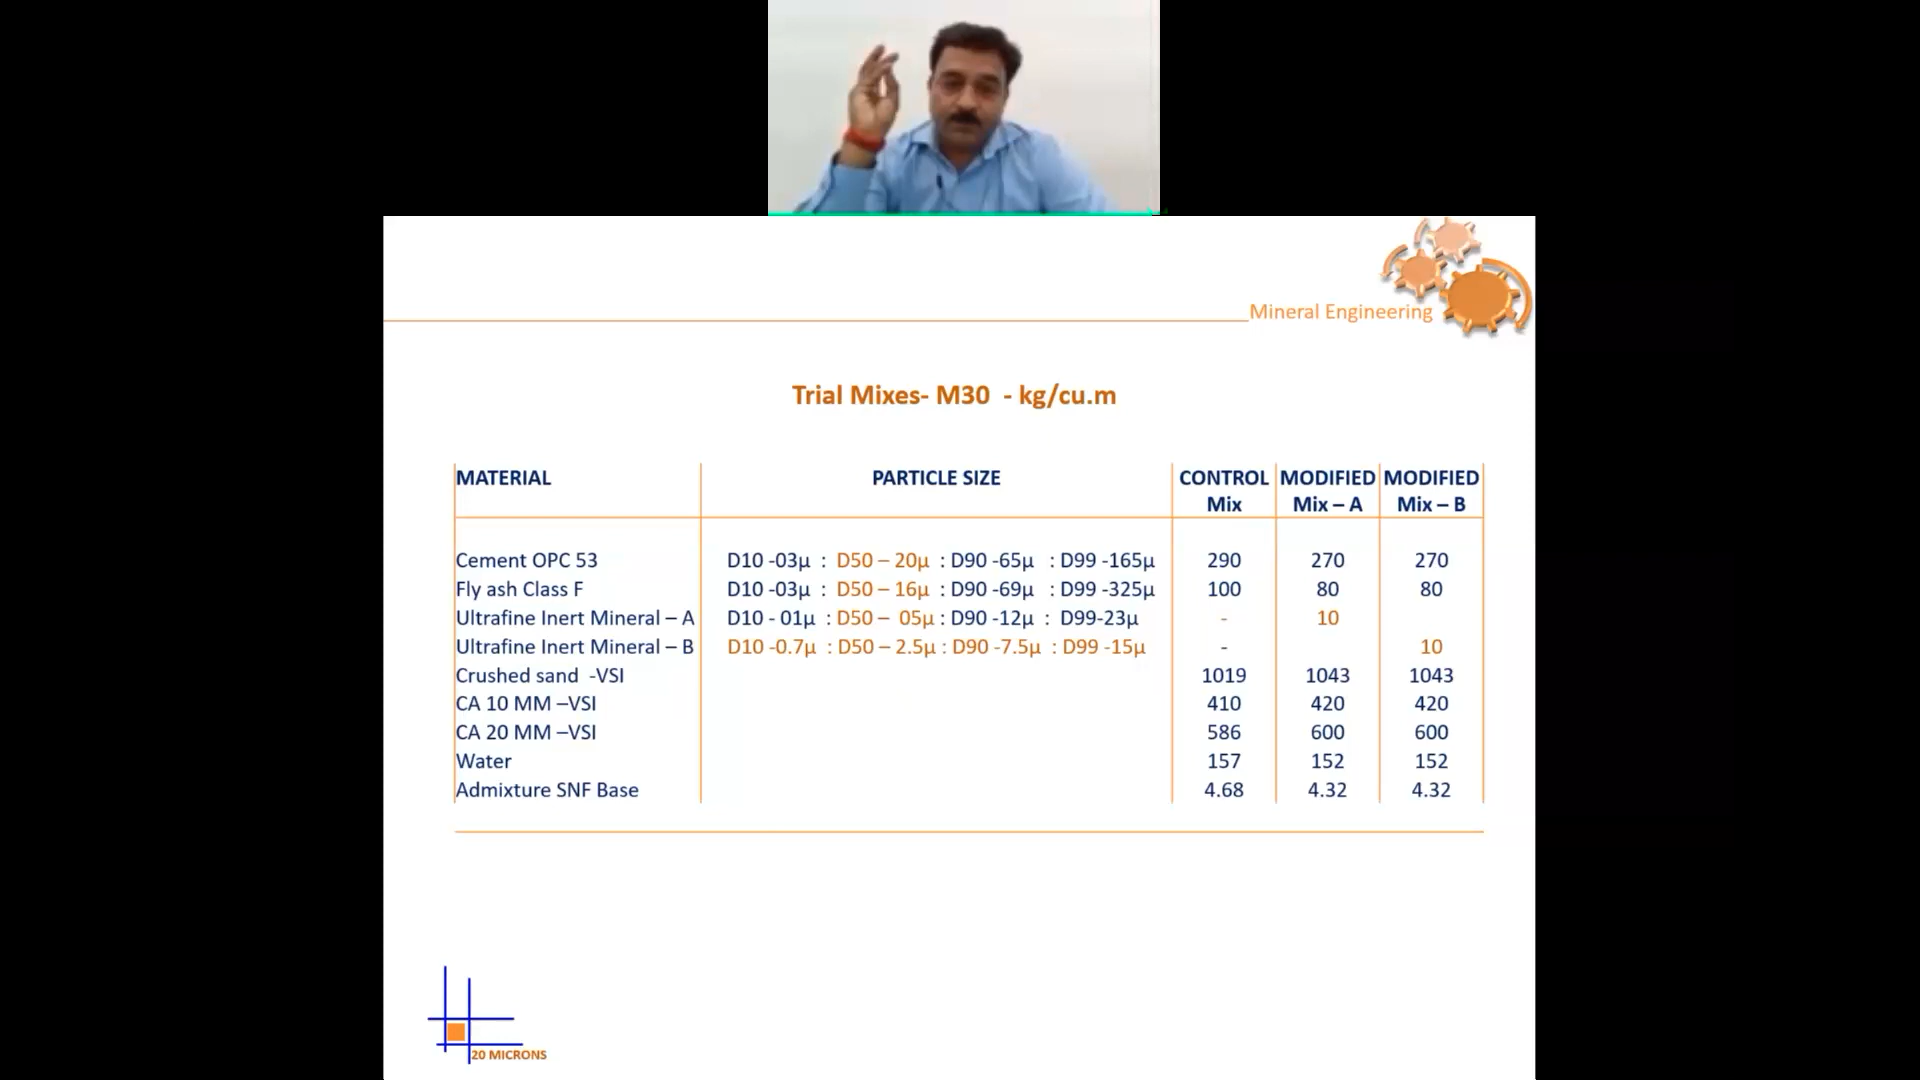 Mineral Engineering
Trial Mixes- M30 - kg/cu.m
MATERIAL PARTICLE SIZE CONTROL Mix MODIFIED Mix – A MODIFIED Mix – B
Cement OPC 53 D10 -03µ : D50 – 20µ : D90 -65µ : D99 -165µ 290 270 270
Fly ash Class F D10 -03µ : D50 – 16µ : D90 -69µ : D99 -325µ 100 80 80
Ultrafine Inert Mineral – A D10 - 01µ : D50 – 05µ : D90 -12µ : D99-23µ - 10
Ultrafine Inert Mineral – B D10 -0.7µ : D50 – 2.5µ : D90 -7.5µ : D99 -15µ - 10
Crushed sand -VSI 1019 1043 1043
CA 10 MM –VSI 410 420 420
CA 20 MM –VSI 586 600 600
Water 157 152 152
Admixture SNF Base 4.68 4.32 4.32
20 MICRONS